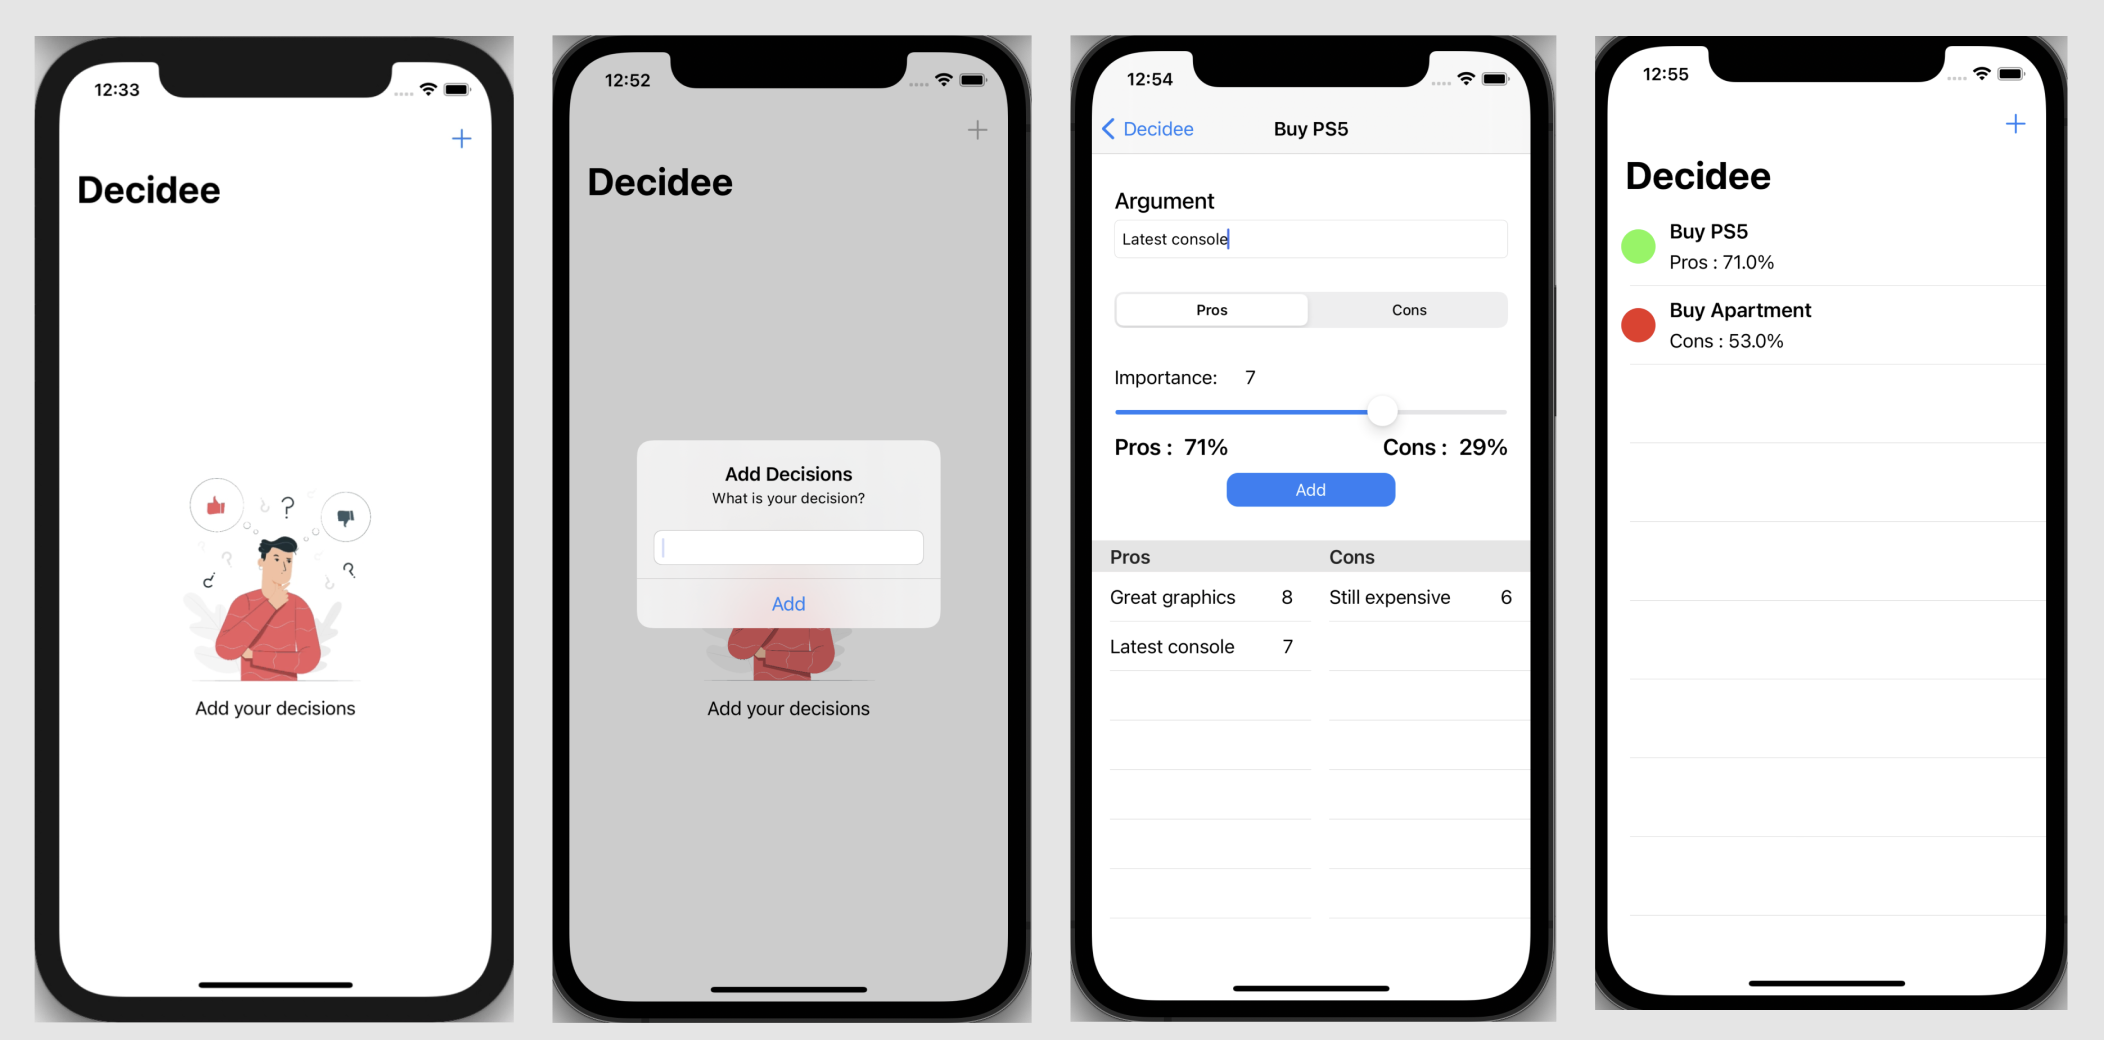 12:33
+
Decidee
?
?
?
?
Add your decisions
12:52
+
Decidee
Add Decisions
What is your decision?
Add
Add your decisions
12:54
Decidee
Buy PS5
Argument
Latest console
Pros
Cons
Importance: 7
Pros : 71%
Cons : 29%
Add
Pros
Cons
Great graphics 8
Still expensive 6
Latest console 7
12:55
+
Decidee
Buy PS5
Pros : 71.0%
Buy Apartment
Cons : 53.0%